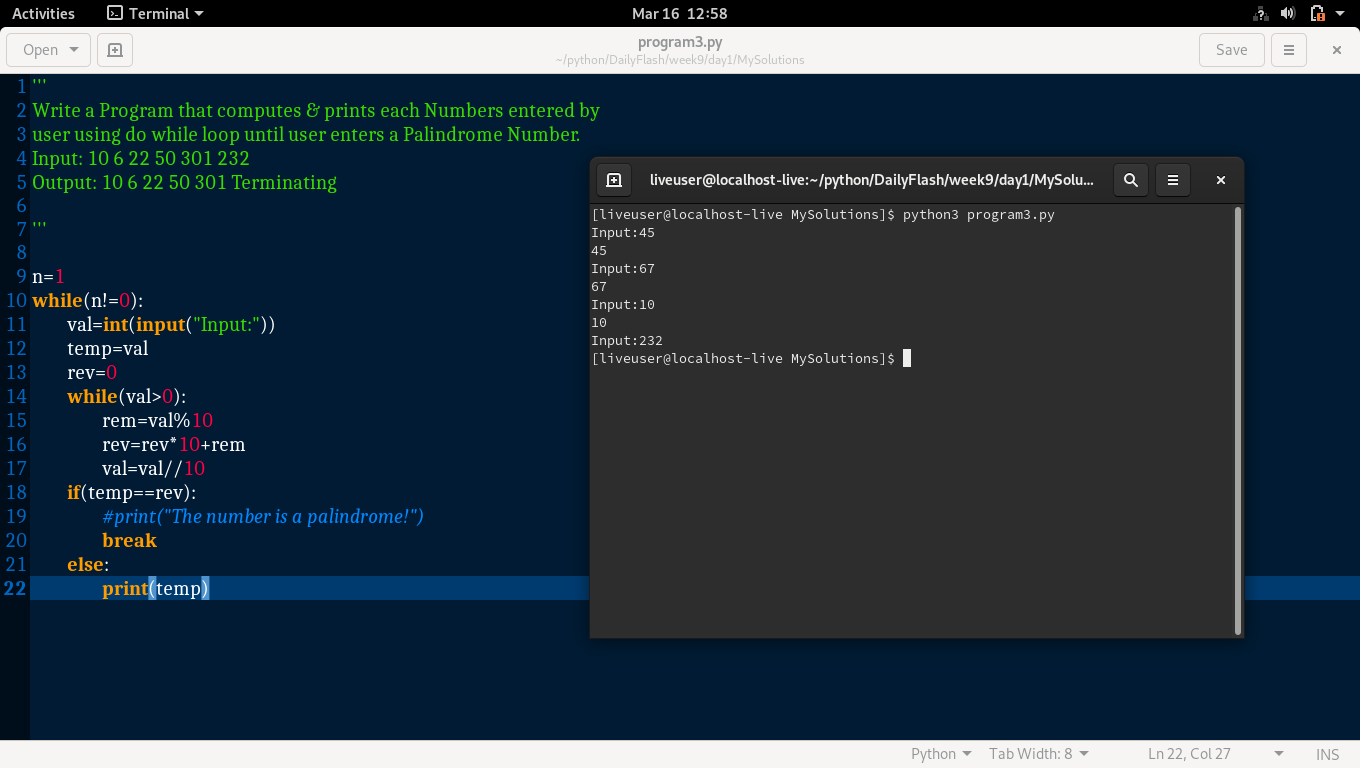 Activities Terminal Mar 16 12:58
Open program3.py Save
~/python/DailyFlash/week9/day1/MySolutions
1 '''
2 Write a Program that computes & prints each Numbers entered by
3 user using do while loop until user enters a Palindrome Number.
4 Input: 10 6 22 50 301 232
5 Output: 10 6 22 50 301 Terminating
6
7 '''
8
9 n=1
10 while(n!=0):
11 val=int(input("Input:"))
12 temp=val
13 rev=0
14 while(val>0):
15 rem=val%10
16 rev=rev*10+rem
17 val=val//10
18 if(temp==rev):
19 #print("The number is a palindrome!")
20 break
21 else:
22 print(temp)
liveuser@localhost-live:~/python/DailyFlash/week9/day1/MySolu...
[liveuser@localhost-live MySolutions]$ python3 program3.py
Input:45
45
Input:67
67
Input:10
10
Input:232
[liveuser@localhost-live MySolutions]$
Python Tab Width: 8 Ln 22, Col 27 INS